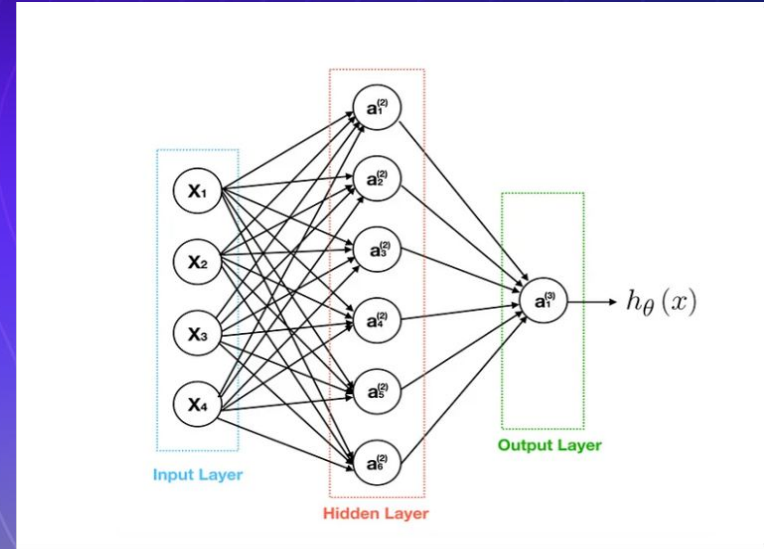 X₁
X₂
X₃
X₄
Input Layer
a₁⁽²⁾
a₂⁽²⁾
a₃⁽²⁾
a₄⁽²⁾
a₅⁽²⁾
a₆⁽²⁾
Hidden Layer
a₁⁽³⁾
Output Layer
h_θ (x)